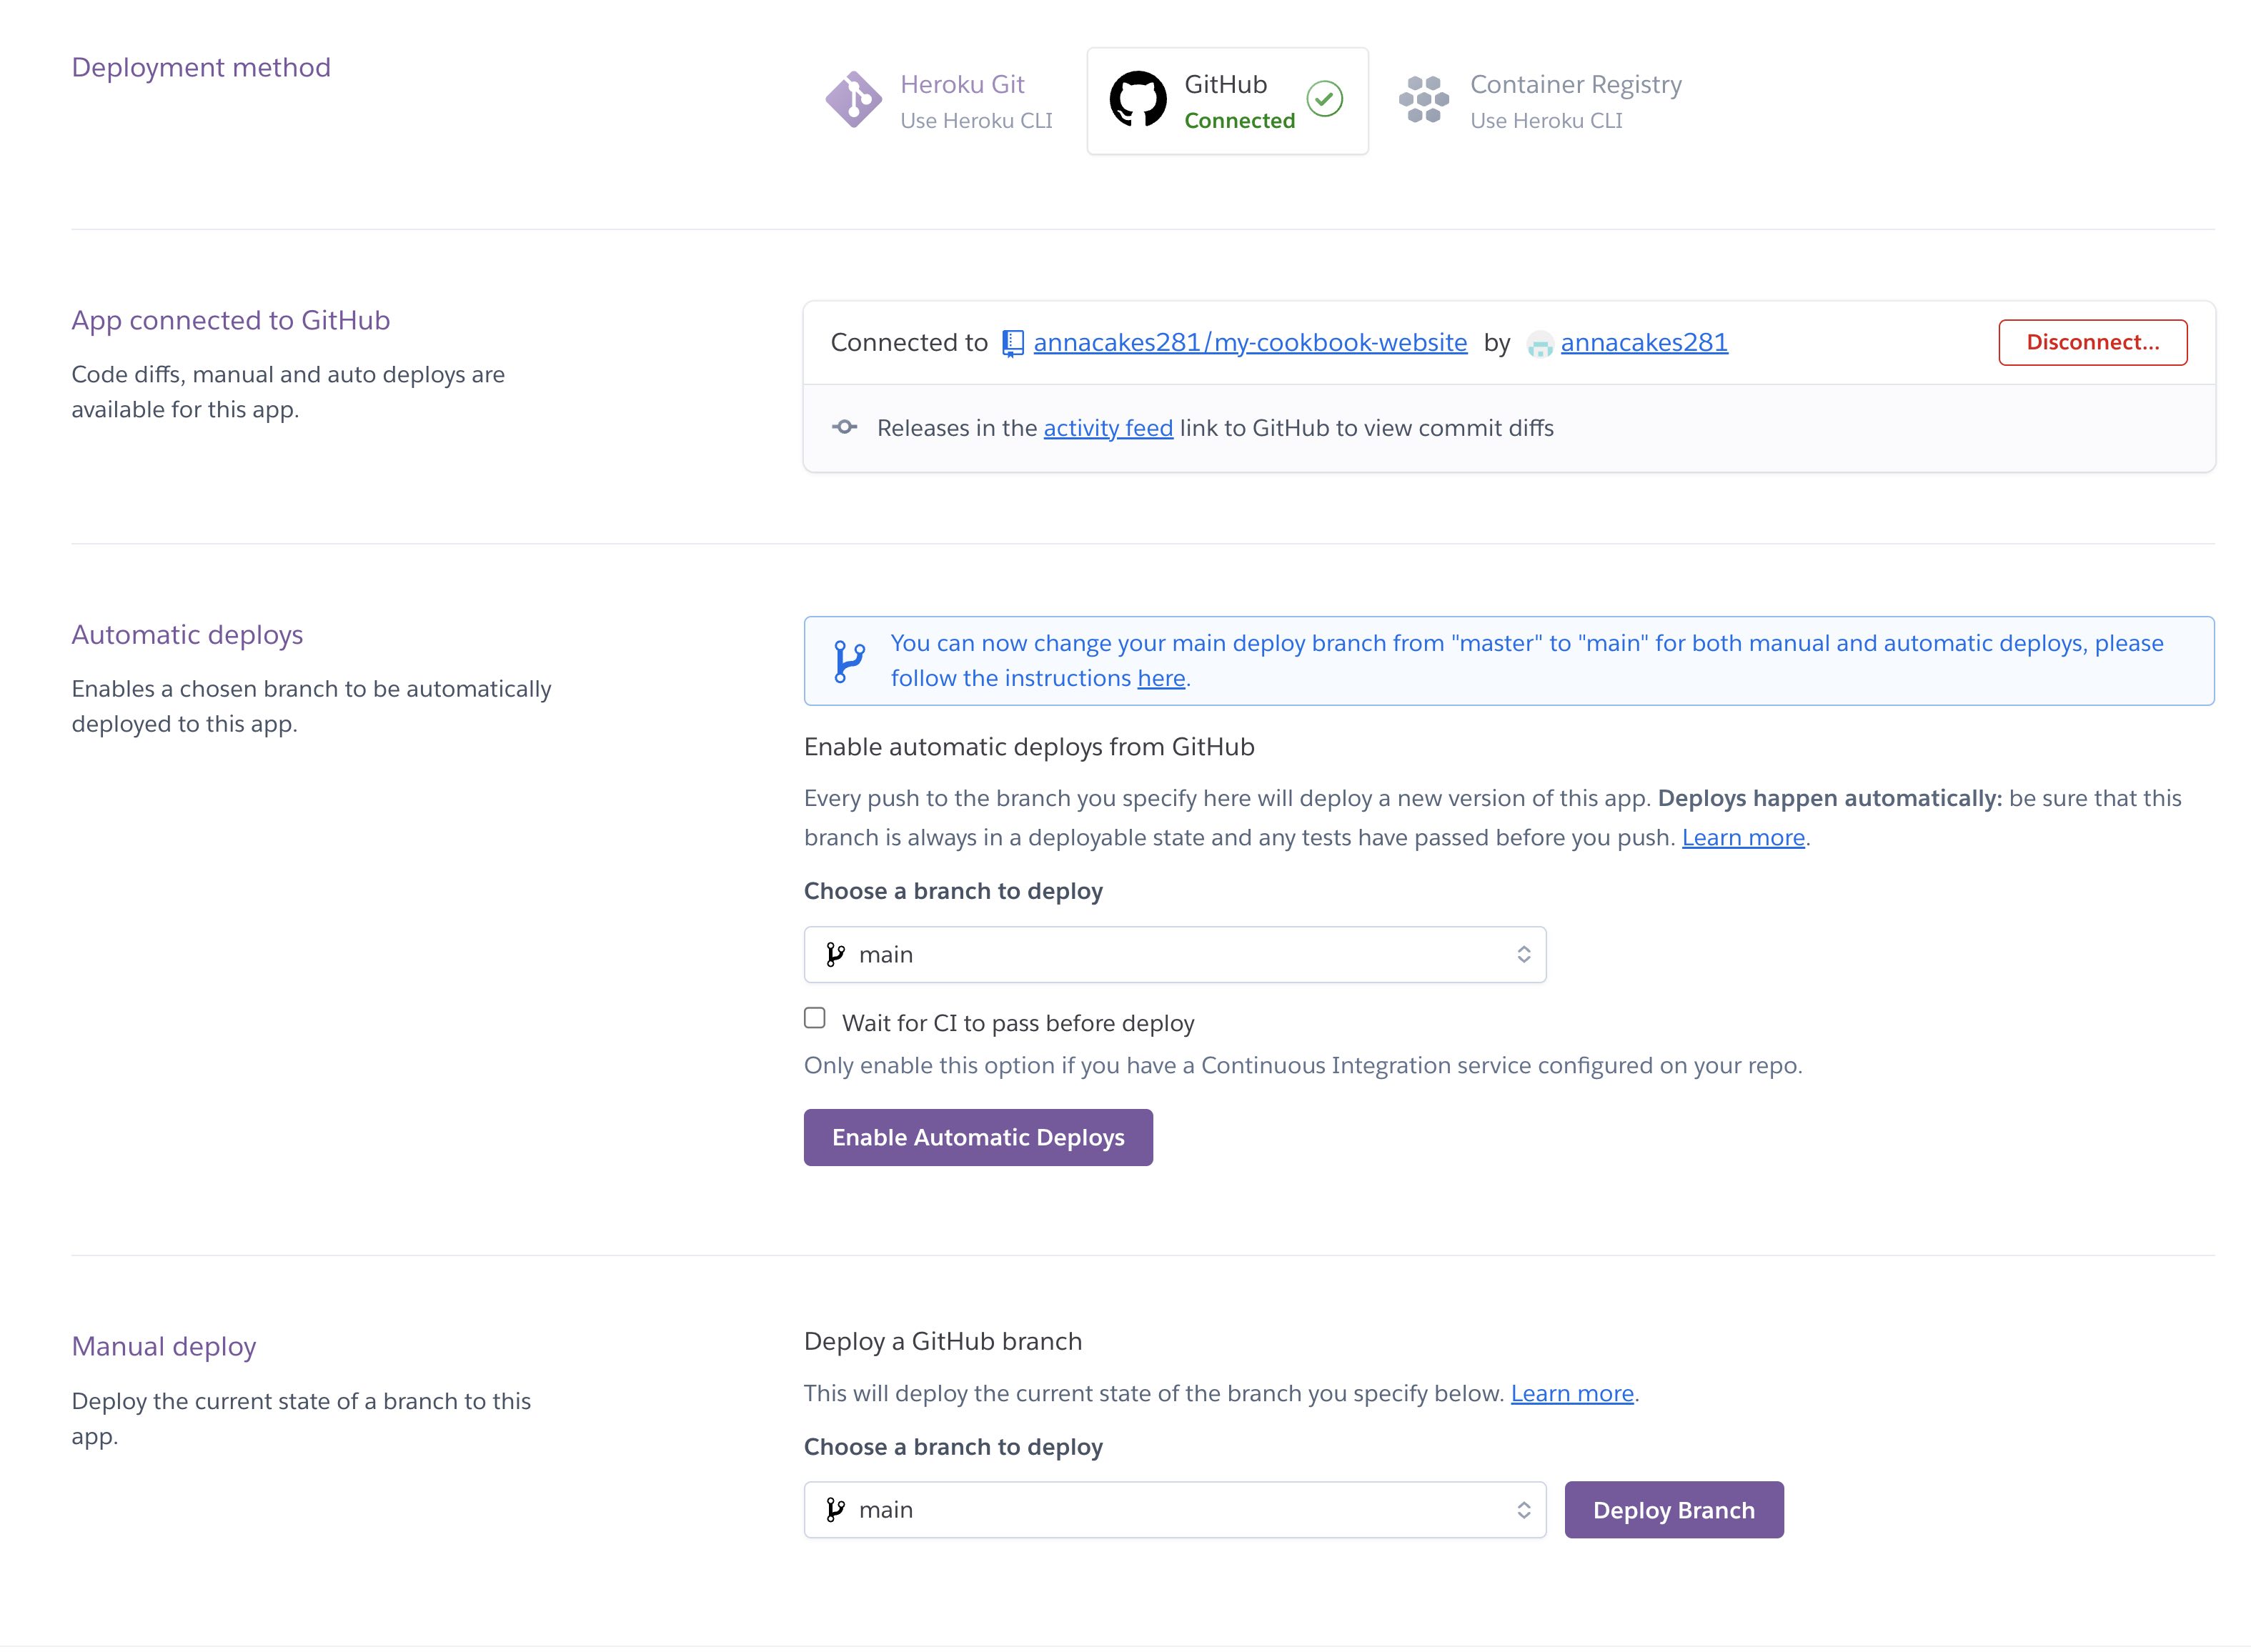 Deployment method
Heroku Git
Use Heroku CLI
GitHub
Connected
Container Registry
Use Heroku CLI
App connected to GitHub
Code diffs, manual and auto deploys are
available for this app.
Connected to annacakes281/my-cookbook-website by annacakes281
Disconnect...
Releases in the activity feed link to GitHub to view commit diffs
Automatic deploys
Enables a chosen branch to be automatically
deployed to this app.
You can now change your main deploy branch from "master" to "main" for both manual and automatic deploys, please
follow the instructions here.
Enable automatic deploys from GitHub
Every push to the branch you specify here will deploy a new version of this app. Deploys happen automatically: be sure that this
branch is always in a deployable state and any tests have passed before you push. Learn more.
Choose a branch to deploy
main
Wait for CI to pass before deploy
Only enable this option if you have a Continuous Integration service configured on your repo.
Enable Automatic Deploys
Manual deploy
Deploy the current state of a branch to this
app.
Deploy a GitHub branch
This will deploy the current state of the branch you specify below. Learn more.
Choose a branch to deploy
main
Deploy Branch